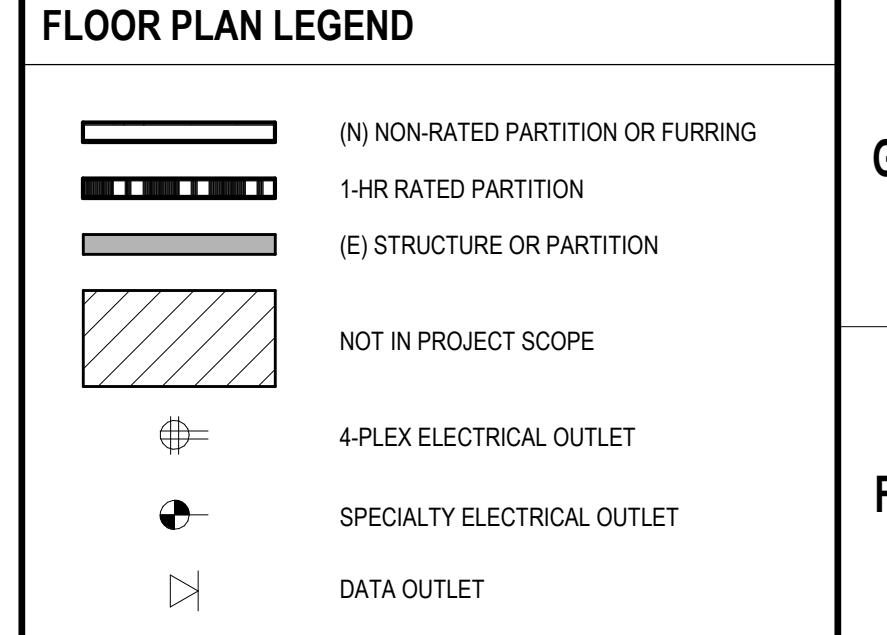 FLOOR PLAN LEGEND
(N) NON-RATED PARTITION OR FURRING
1-HR RATED PARTITION
(E) STRUCTURE OR PARTITION
NOT IN PROJECT SCOPE
4-PLEX ELECTRICAL OUTLET
SPECIALTY ELECTRICAL OUTLET
DATA OUTLET